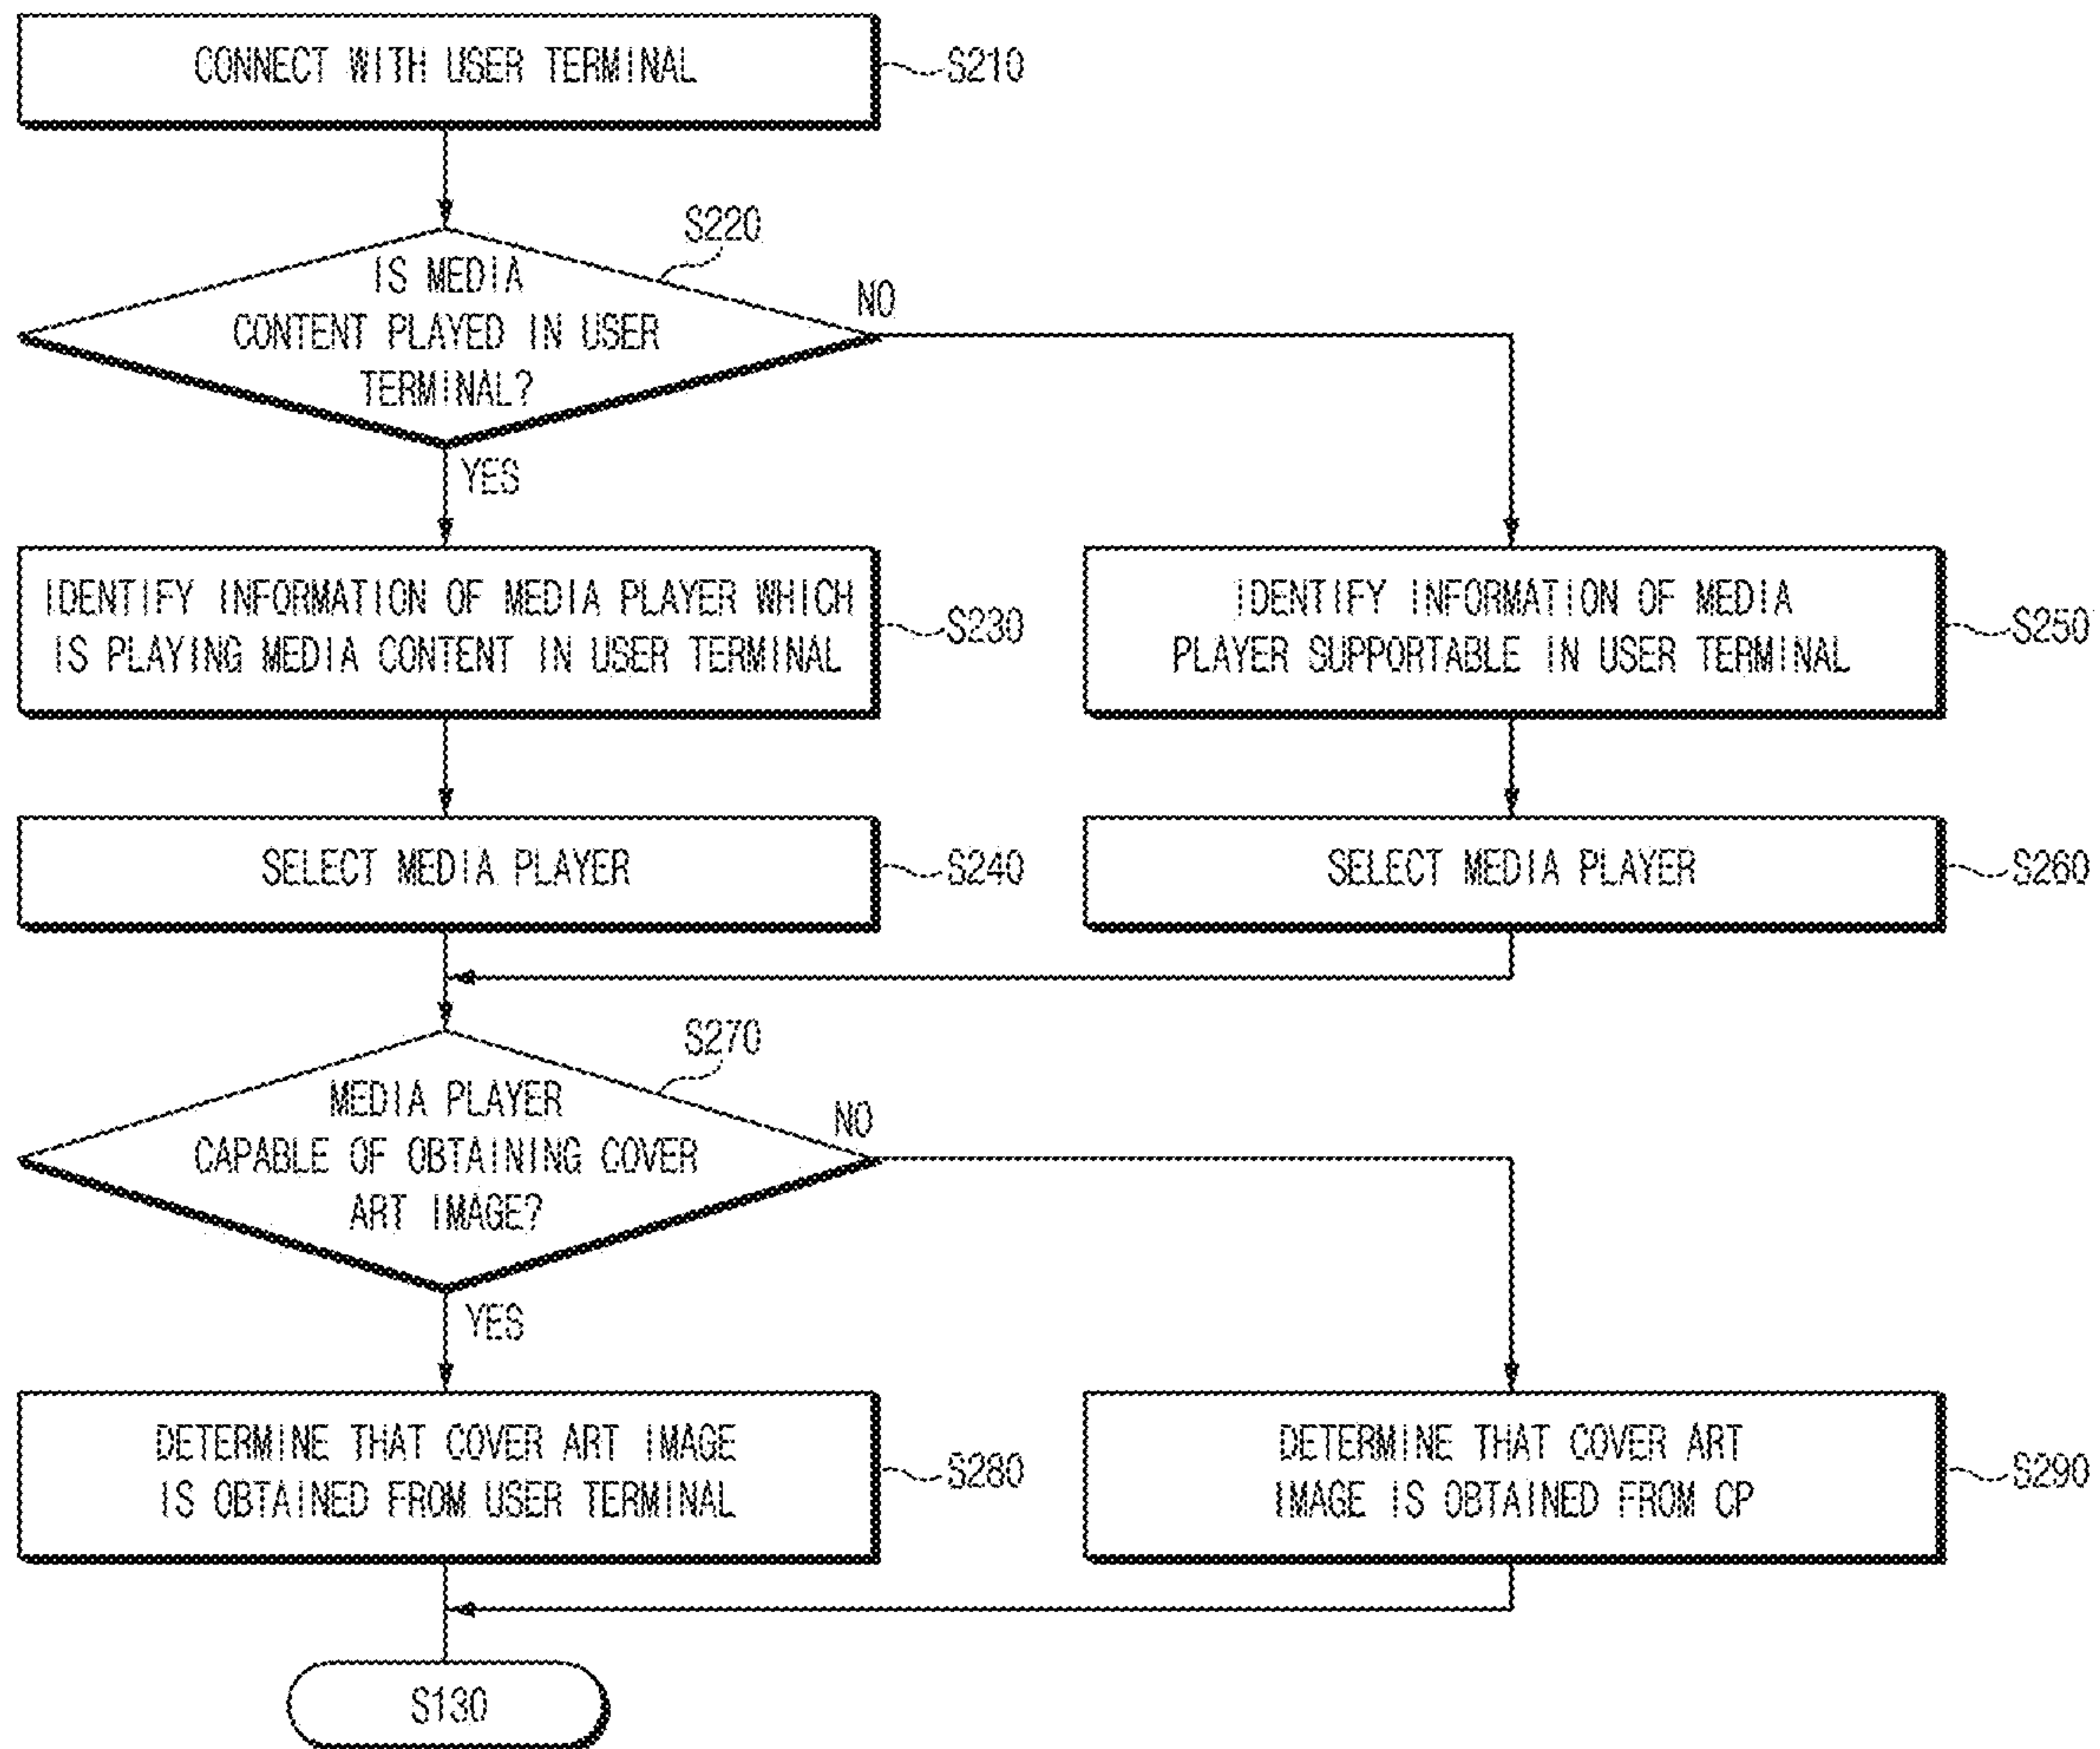 CONNECT WITH USER TERMINAL
S210
S220
IS MEDIA
CONTENT PLAYED IN USER
TERMINAL?
NO
YES
IDENTIFY INFORMATION OF MEDIA PLAYER WHICH
IS PLAYING MEDIA CONTENT IN USER TERMINAL
S230
IDENTIFY INFORMATION OF MEDIA
PLAYER SUPPORTABLE IN USER TERMINAL
S250
SELECT MEDIA PLAYER
S240
SELECT MEDIA PLAYER
S260
S270
MEDIA PLAYER
CAPABLE OF OBTAINING COVER
ART IMAGE?
NO
YES
DETERMINE THAT COVER ART IMAGE
IS OBTAINED FROM USER TERMINAL
S280
DETERMINE THAT COVER ART
IMAGE IS OBTAINED FROM CP
S290
S130